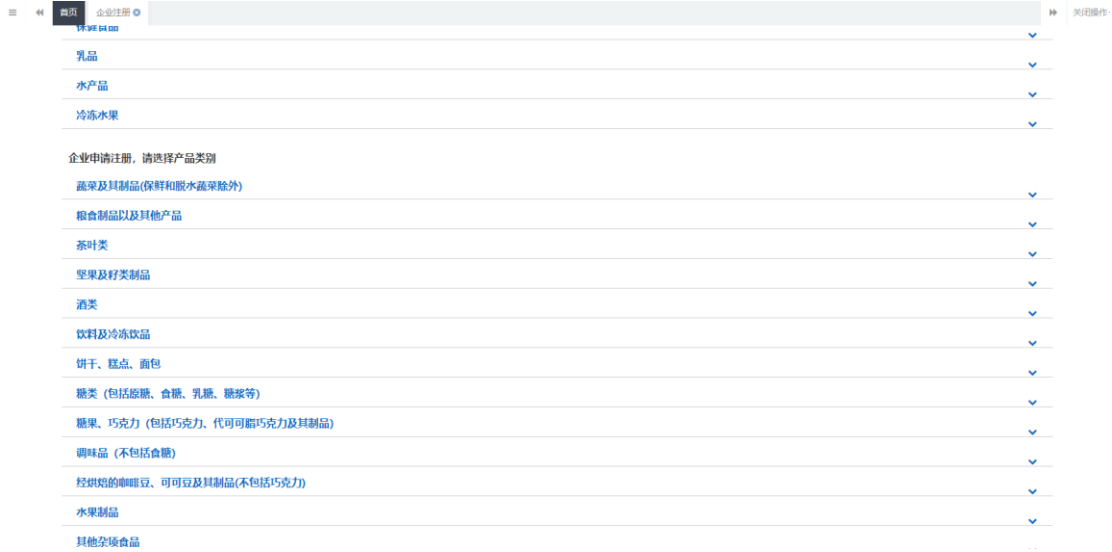 首页
企业注册
关闭操作
保健食品
乳品
水产品
冷冻水果
企业申请注册，请选择产品类别
蔬菜及其制品(保鲜和脱水蔬菜除外)
粮食制品以及其他产品
茶叶类
坚果及籽类制品
酒类
饮料及冷冻饮品
饼干、糕点、面包
糖类（包括原糖、食糖、乳糖、糖浆等）
糖果、巧克力（包括巧克力、代可可脂巧克力及其制品）
调味品（不包括食糖）
经烘焙的咖啡豆、可可豆及其制品(不包括巧克力)
水果制品
其他杂项食品